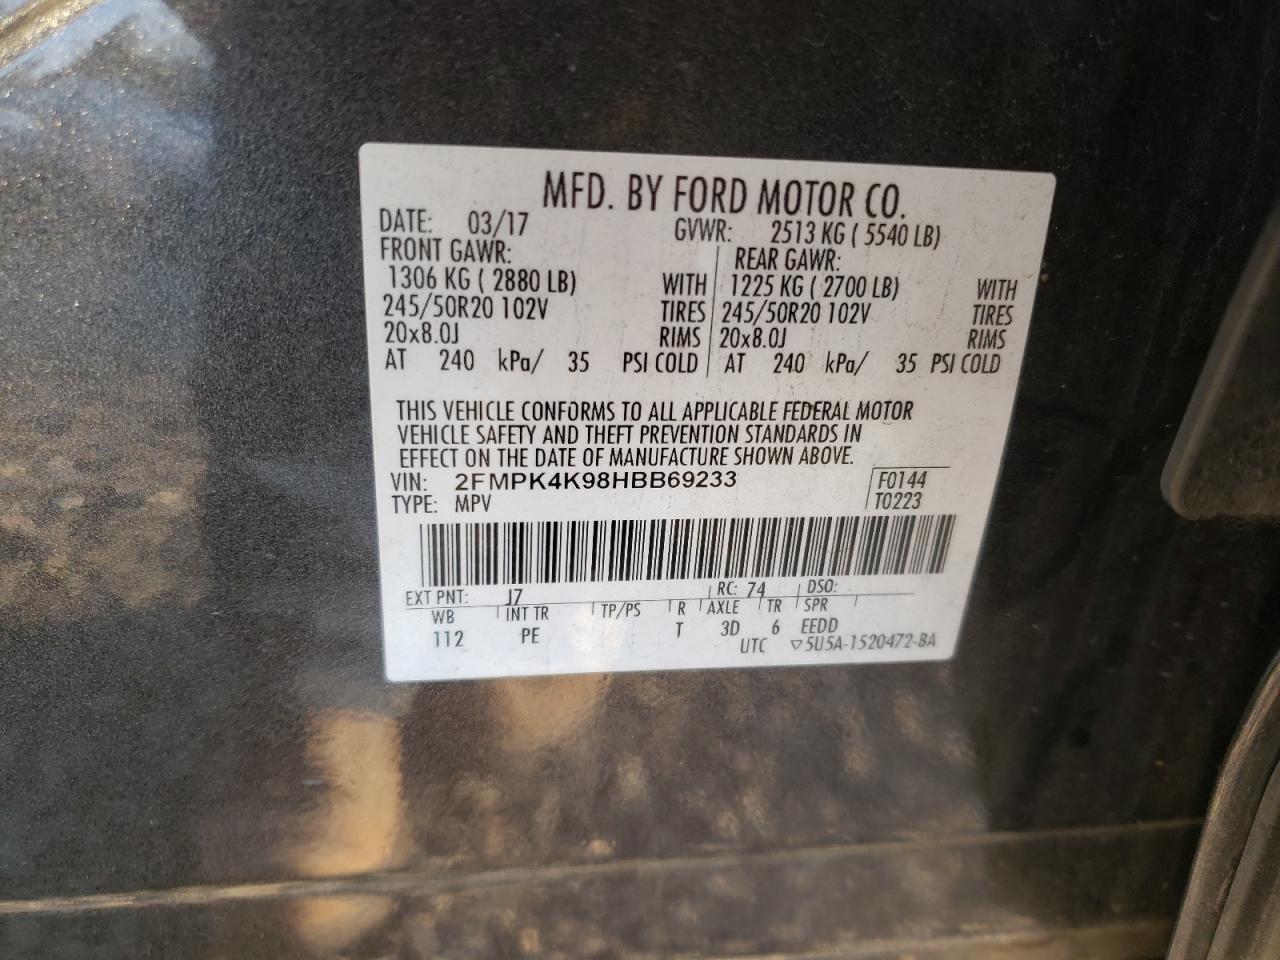 MFD. BY FORD MOTOR CO.
DATE: 03/17 GVWR: 2513 KG ( 5540 LB)
FRONT GAWR: REAR GAWR:
1306 KG ( 2880 LB) WITH 1225 KG ( 2700 LB) WITH
245/50R20 102V TIRES 245/50R20 102V TIRES
20x8.0J RIMS 20x8.0J RIMS
AT 240 kPa/ 35 PSI COLD AT 240 kPa/ 35 PSI COLD
THIS VEHICLE CONFORMS TO ALL APPLICABLE FEDERAL MOTOR
VEHICLE SAFETY AND THEFT PREVENTION STANDARDS IN
EFFECT ON THE DATE OF MANUFACTURE SHOWN ABOVE.
VIN: 2FMPK4K98HBB69233 F0144
TYPE: MPV T0223
EXT PNT: J7 RC: 74 DSO:
WB INT TR TP/PS R AXLE TR SPR
112 PE T 3D 6 EEDD
UTC ▽5U5A-1520472-BA